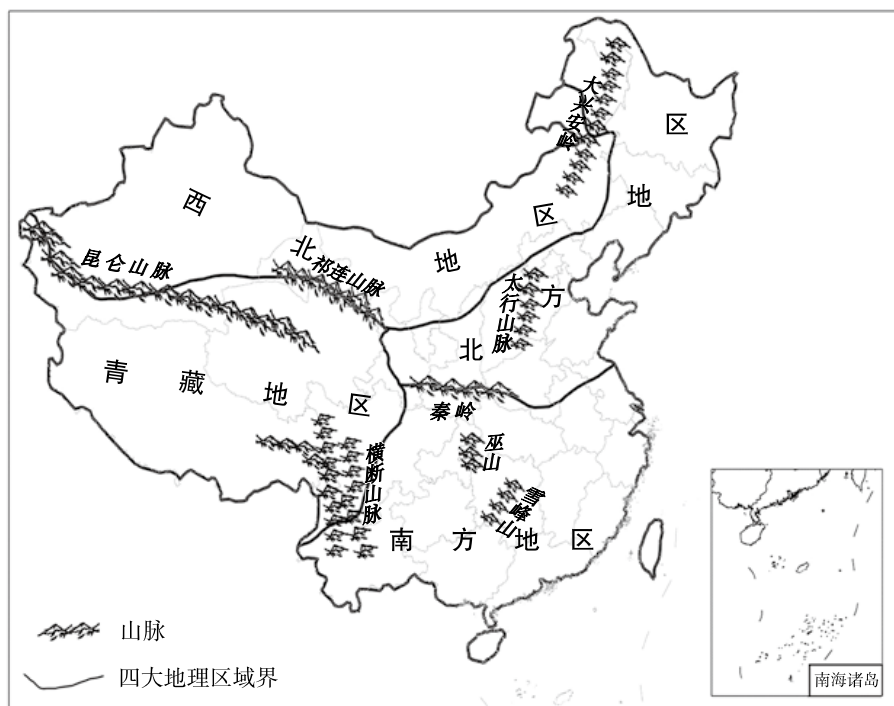 大兴安岭
西北地区
北方地区
昆仑山脉
祁连山脉
太行山脉
青藏地区
秦岭
巫山
横断山脉
雪峰山
南方地区
山脉
四大地理区域界
南海诸岛